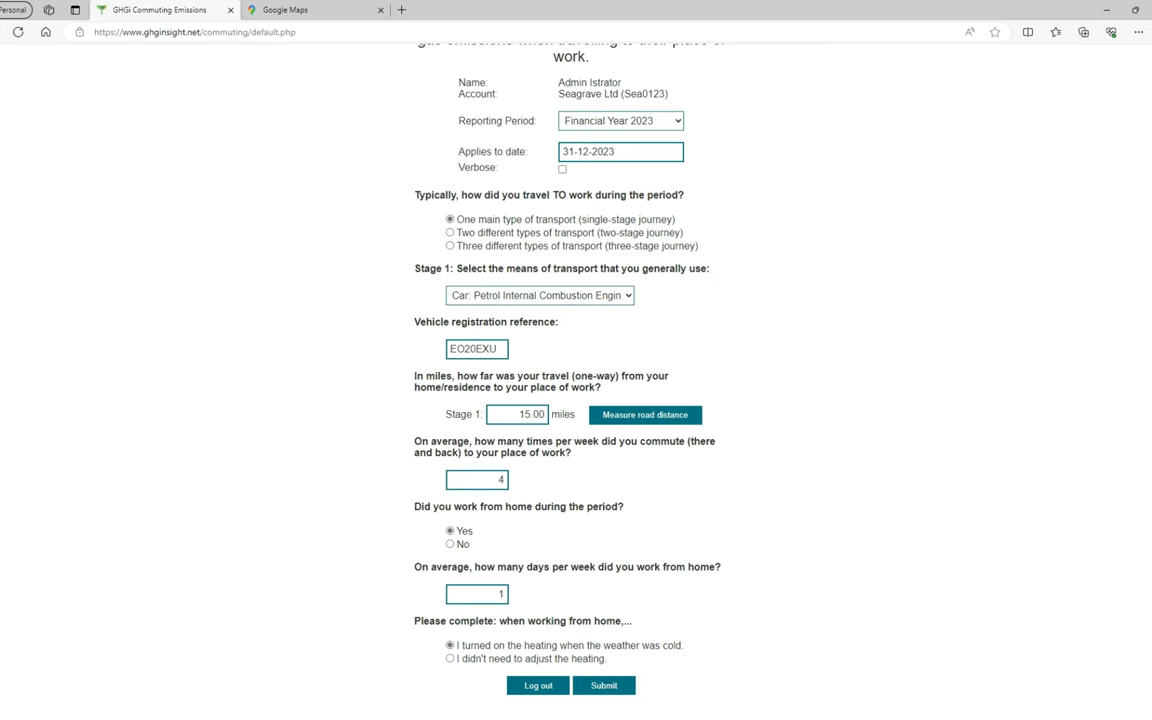 Personal
GHGi Commuting Emissions
Google Maps
https://www.ghginsight.net/commuting/default.php
gas emissions when travelling to their place of
work.
Name: Admin Istrator
Account: Seagrave Ltd (Sea0123)
Reporting Period: Financial Year 2023
Applies to date: 31-12-2023
Verbose:
Typically, how did you travel TO work during the period?
One main type of transport (single-stage journey)
Two different types of transport (two-stage journey)
Three different types of transport (three-stage journey)
Stage 1: Select the means of transport that you generally use:
Car: Petrol Internal Combustion Engin
Vehicle registration reference:
EO20EXU
In miles, how far was your travel (one-way) from your
home/residence to your place of work?
Stage 1: 15.00 miles Measure road distance
On average, how many times per week did you commute (there
and back) to your place of work?
4
Did you work from home during the period?
Yes
No
On average, how many days per week did you work from home?
1
Please complete: when working from home,...
I turned on the heating when the weather was cold.
I didn't need to adjust the heating.
Log out Submit